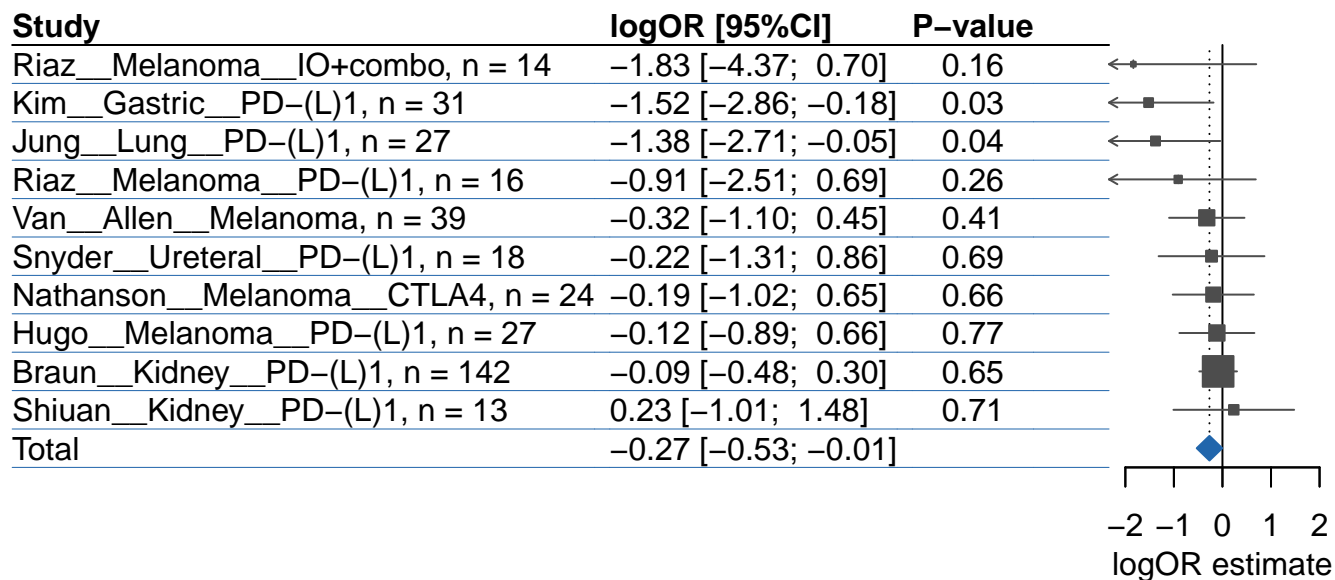 Study logOR [95%CI] P−value
Riaz__Melanoma__IO+combo, n = 14 −1.83 [−4.37; 0.70] 0.16
Kim__Gastric__PD−(L)1, n = 31 −1.52 [−2.86; −0.18] 0.03
Jung__Lung__PD−(L)1, n = 27 −1.38 [−2.71; −0.05] 0.04
Riaz__Melanoma__PD−(L)1, n = 16 −0.91 [−2.51; 0.69] 0.26
Van__Allen__Melanoma, n = 39 −0.32 [−1.10; 0.45] 0.41
Snyder__Ureteral__PD−(L)1, n = 18 −0.22 [−1.31; 0.86] 0.69
Nathanson__Melanoma__CTLA4, n = 24 −0.19 [−1.02; 0.65] 0.66
Hugo__Melanoma__PD−(L)1, n = 27 −0.12 [−0.89; 0.66] 0.77
Braun__Kidney__PD−(L)1, n = 142 −0.09 [−0.48; 0.30] 0.65
Shiuan__Kidney__PD−(L)1, n = 13 0.23 [−1.01; 1.48] 0.71
Total −0.27 [−0.53; −0.01]
−2 −1 0 1 2
logOR estimate